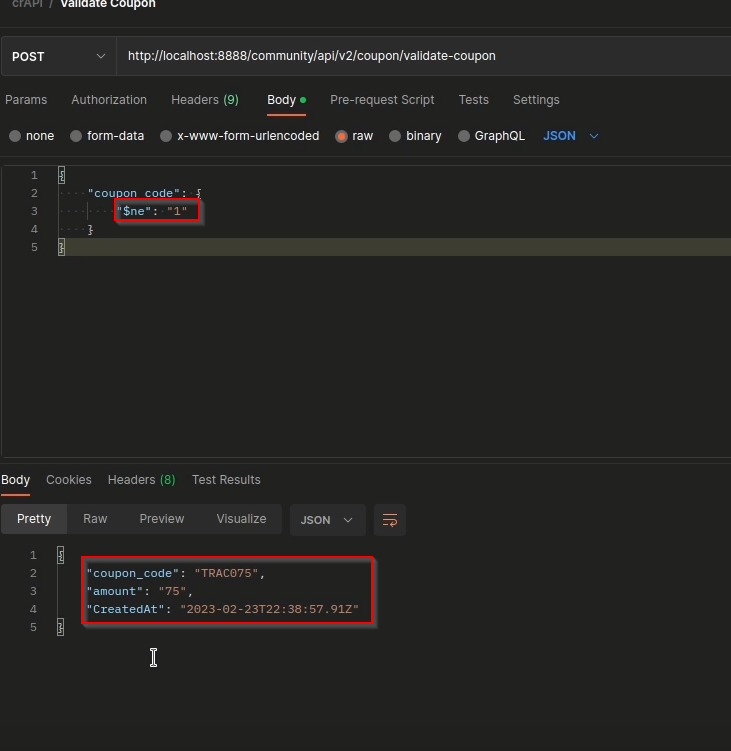 crAPI / Validate Coupon
POST http://localhost:8888/community/api/v2/coupon/validate-coupon
Params Authorization Headers (9) Body Pre-request Script Tests Settings
none form-data x-www-form-urlencoded raw binary GraphQL JSON
1 {
2 "coupon_code": {
3 "$ne": "1"
4 }
5 }
Body Cookies Headers (8) Test Results
Pretty Raw Preview Visualize JSON
1 {
2 "coupon_code": "TRAC075",
3 "amount": "75",
4 "CreatedAt": "2023-02-23T22:38:57.91Z"
5 }